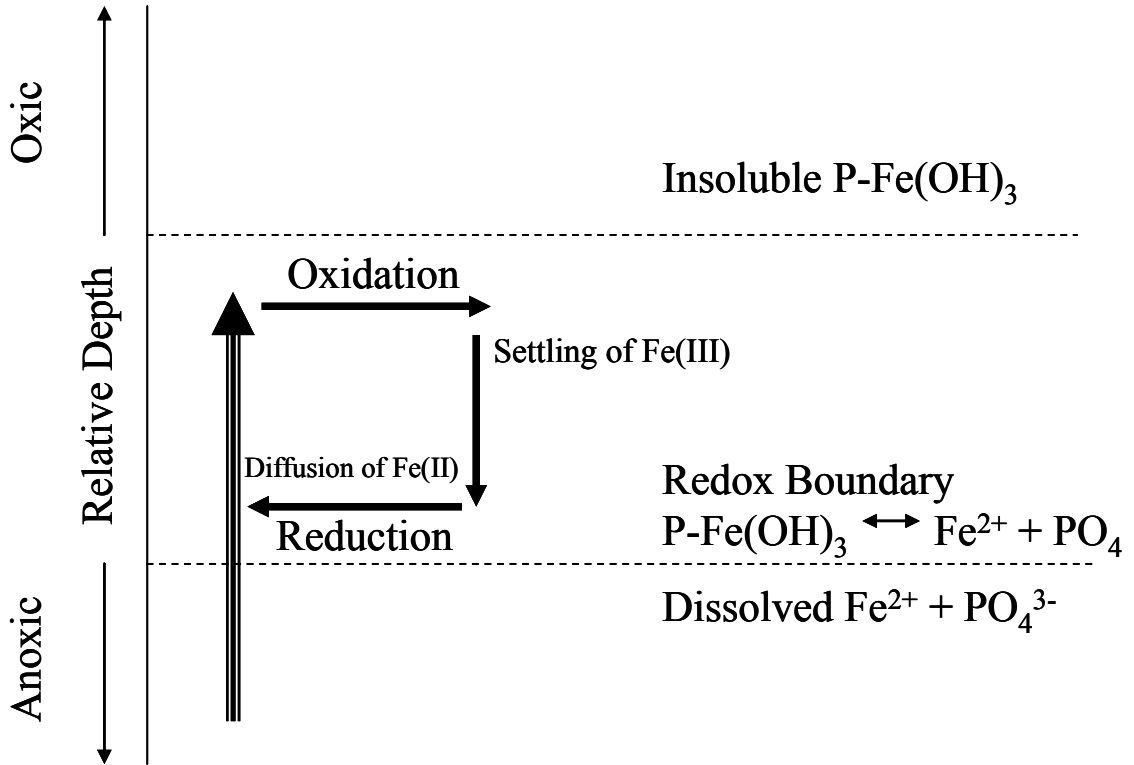 Oxic
Insoluble P-Fe(OH)₃
Relative Depth
Oxidation
Settling of Fe(III)
Diffusion of Fe(II)
Reduction
Redox Boundary
P-Fe(OH)₃ ↔ Fe²⁺ + PO₄
Anoxic
Dissolved Fe²⁺ + PO₄³⁻